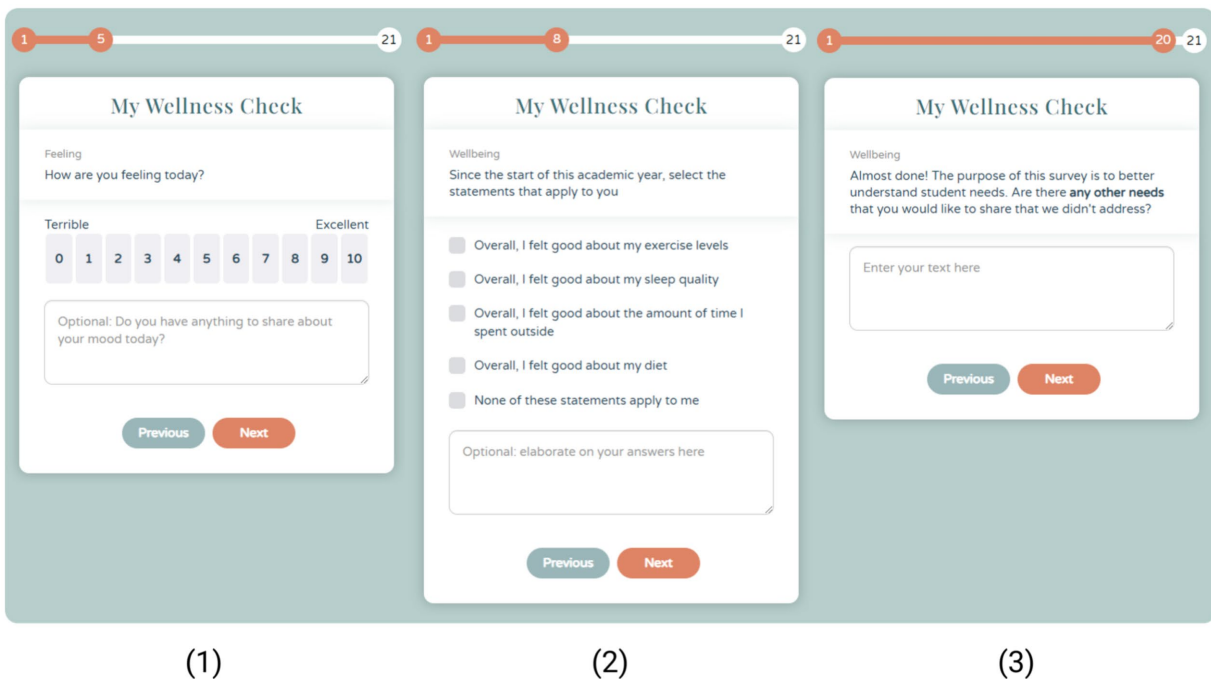 1 5 21
My Wellness Check
Feeling
How are you feeling today?
Terrible Excellent
0 1 2 3 4 5 6 7 8 9 10
Optional: Do you have anything to share about
your mood today?
Previous Next
(1)
1 8 21
My Wellness Check
Wellbeing
Since the start of this academic year, select the
statements that apply to you
Overall, I felt good about my exercise levels
Overall, I felt good about my sleep quality
Overall, I felt good about the amount of time I
spent outside
Overall, I felt good about my diet
None of these statements apply to me
Optional: elaborate on your answers here
Previous Next
(2)
1 20 21
My Wellness Check
Wellbeing
Almost done! The purpose of this survey is to better
understand student needs. Are there any other needs
that you would like to share that we didn't address?
Enter your text here
Previous Next
(3)